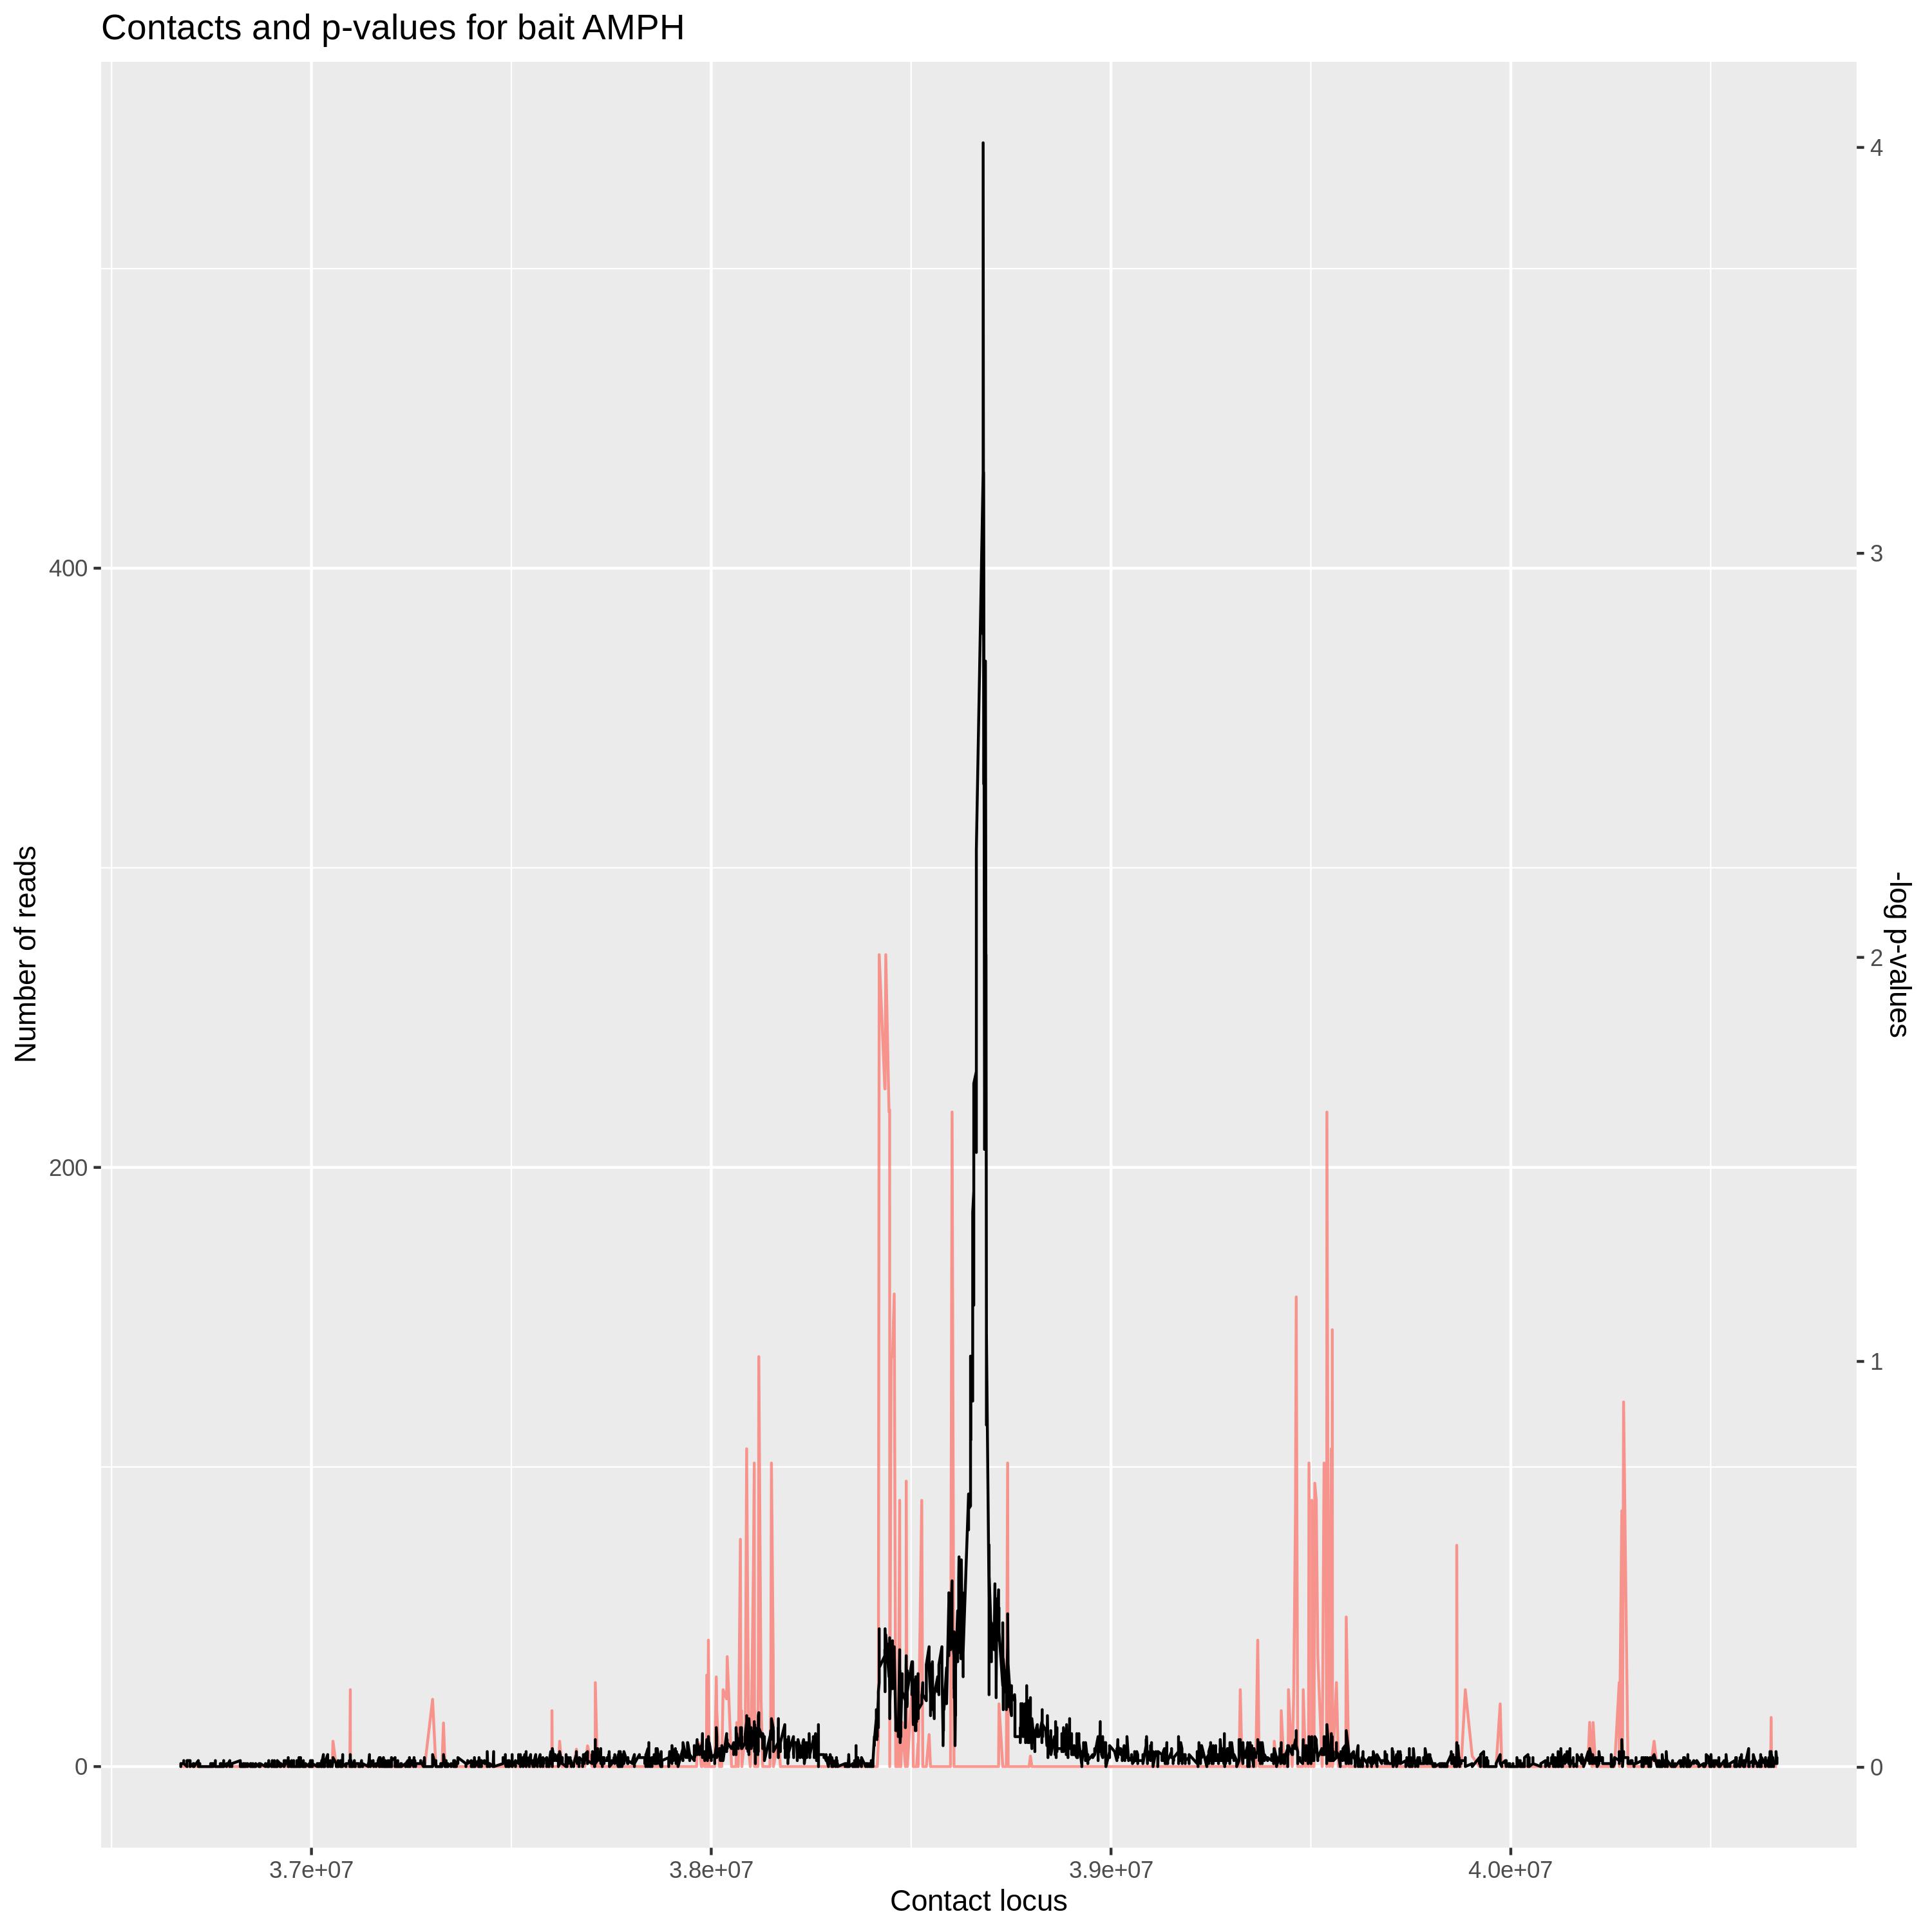 Contacts and p-values for bait AMPH
4
400
3
Number of reads
-log p-values
2
200
1
0
0
3.7e+07
3.8e+07
3.9e+07
4.0e+07
Contact locus